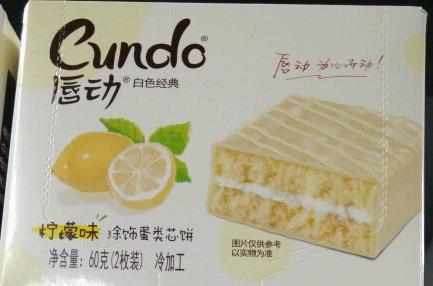 Cundo®
唇动®白色经典
唇动 为心而动!
柠檬味 涂饰蛋类芯饼
净含量: 60克(2枚装) 冷加工
图片仅供参考
以实物为准